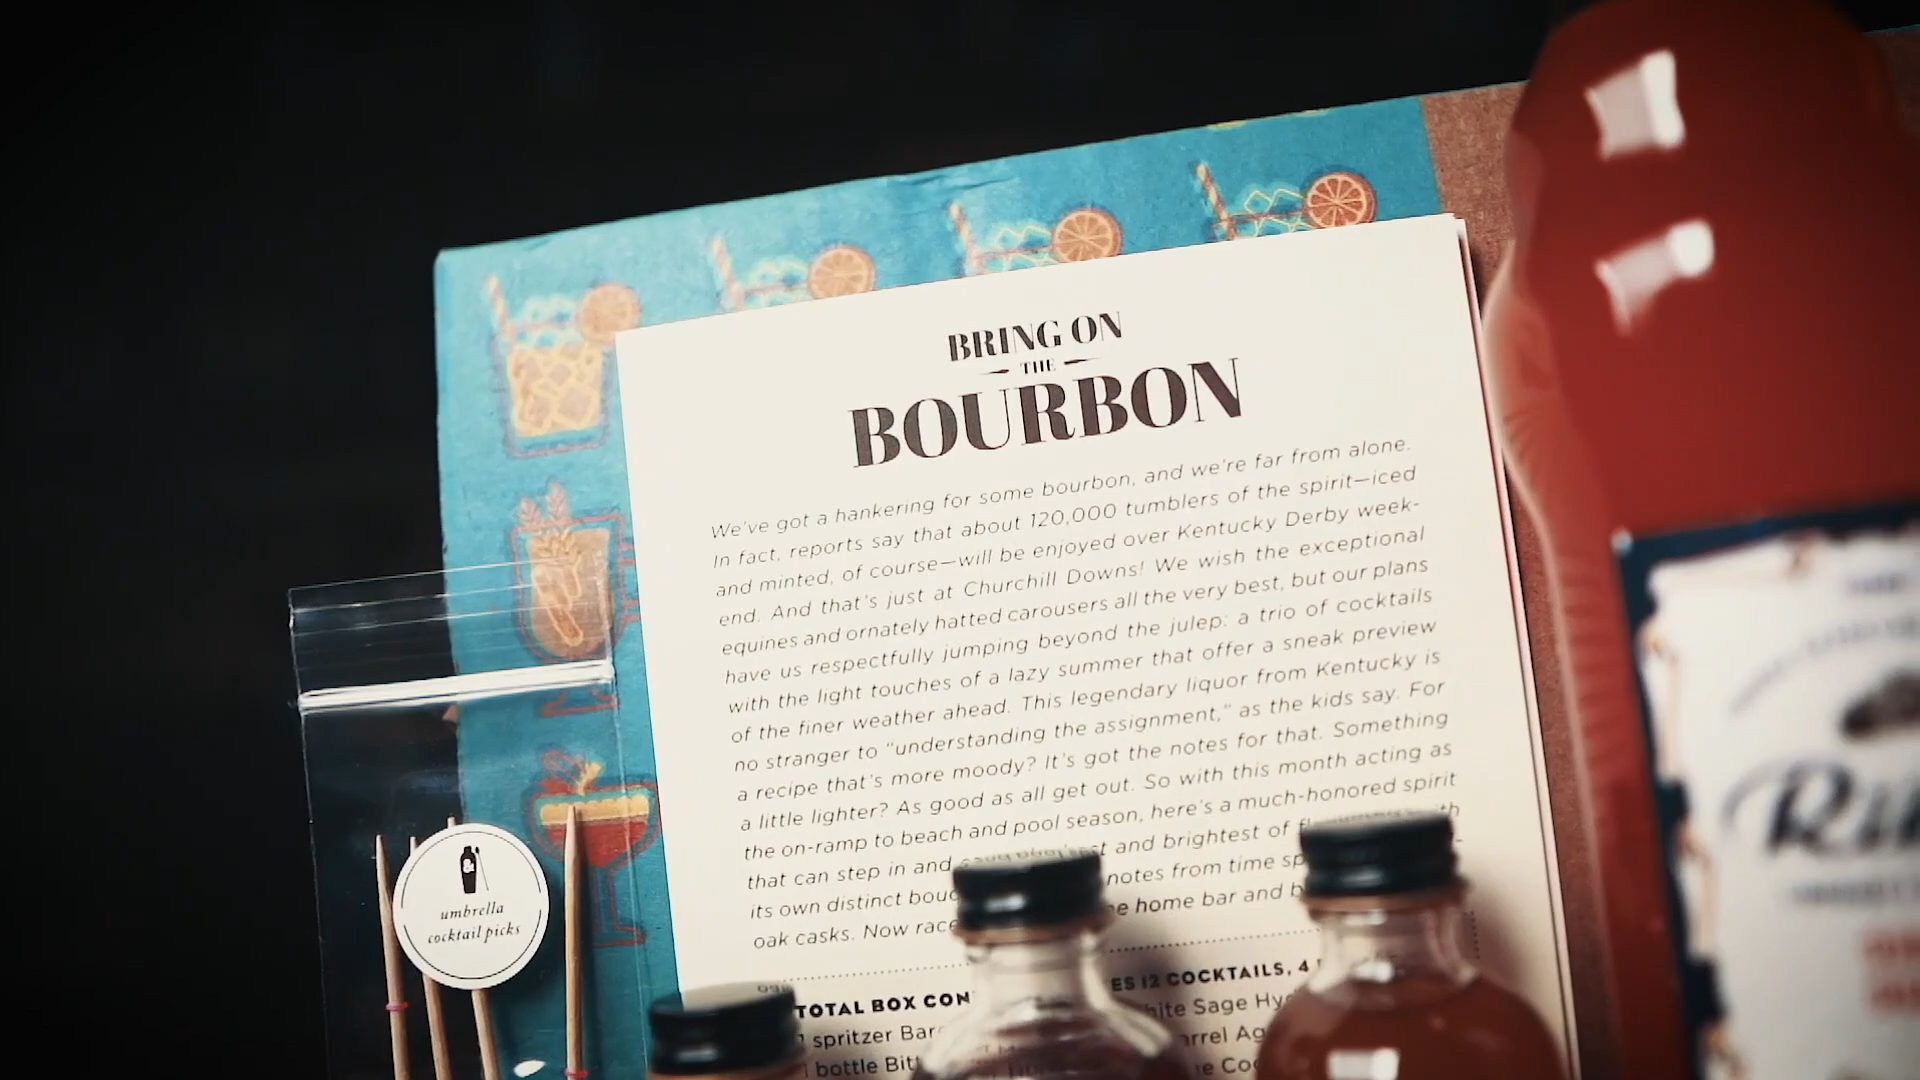 BRING ON
THE
BOURBON
We've got a hankering for some bourbon, and we're far from alone.
In fact, reports say that about 120,000 tumblers of the spirit—iced
and minted, of course—will be enjoyed over Kentucky Derby week-
end. And that's just at Churchill Downs! We wish the exceptional
equines and ornately hatted carousers all the very best, but our plans
have us respectfully jumping beyond the julep: a trio of cocktails
with the light touches of a lazy summer that offer a sneak preview
of the finer weather ahead. This legendary liquor from Kentucky is
no stranger to “understanding the assignment,” as the kids say. For
a recipe that's more moody? It's got the notes for that. Something
a little lighter? As good as all get out. So with this month acting as
the on-ramp to beach and pool season, here's a much-honored spirit
that can step in and and brightest of
its own distinct notes from time
oak casks. Now home bar and
TOTAL BOX 12 COCKTAILS, 4
1 spritzer Sage
1 bottle
umbrella
cocktail picks